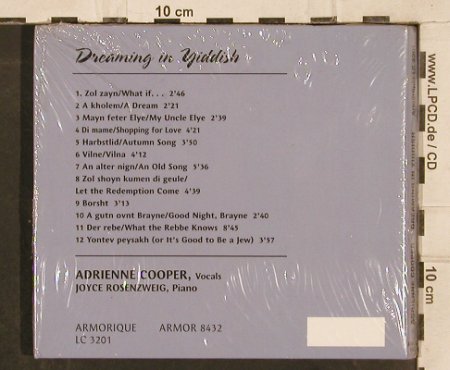 10 cm
Dreaming in Yiddish
1. Zol zayn/What if. . . 2'46
2 A kholem/A Dream 2'21
3 Mayn feter Elye/My Uncle Elye 2'39
4 Di mame/Shopping for Love 4'21
5 Harbstlid/Autumn Song 3'50
6 Vilne/Vilna 4'12
7 An alter nign/An Old Song 5'36
8 Zol shoyn kumen di geule/
Let the Redemption Come 4'39
9 Borsht 3'13
10 A gutn ovnt Brayne/Good Night, Brayne 2'40
11 Der rebe/What the Rebbe Knows 8'45
12 Yontev peysakh (or It's Good to Be a Jew) 3'57
ADRIENNE COOPER, Vocals
JOYCE ROSENZWEIG, Piano
ARMORIQUE ARMOR 8432
LC 3201
www.LPCD.de / CD
10 cm